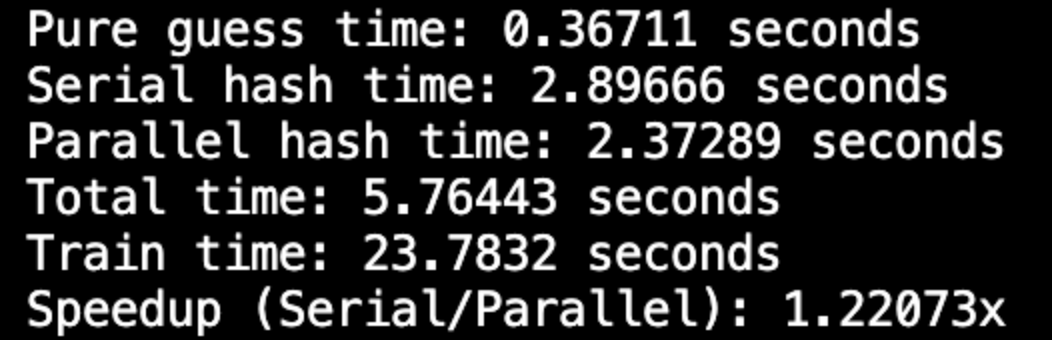 Pure guess time: 0.36711 seconds
Serial hash time: 2.89666 seconds
Parallel hash time: 2.37289 seconds
Total time: 5.76443 seconds
Train time: 23.7832 seconds
Speedup (Serial/Parallel): 1.22073x